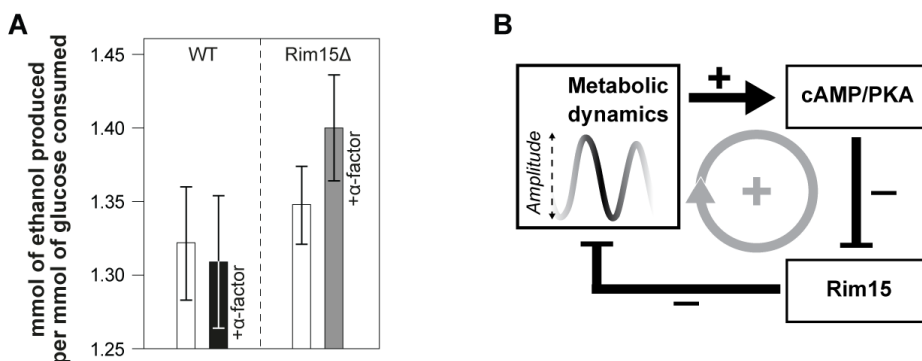 A
mmol of ethanol produced
per mmol of glucose consumed
1.45
1.40
1.35
1.30
1.25
WT
Rim15Δ
+α-factor
+α-factor
B
Metabolic
dynamics
Amplitude
+
cAMP/PKA
+
−
Rim15
−